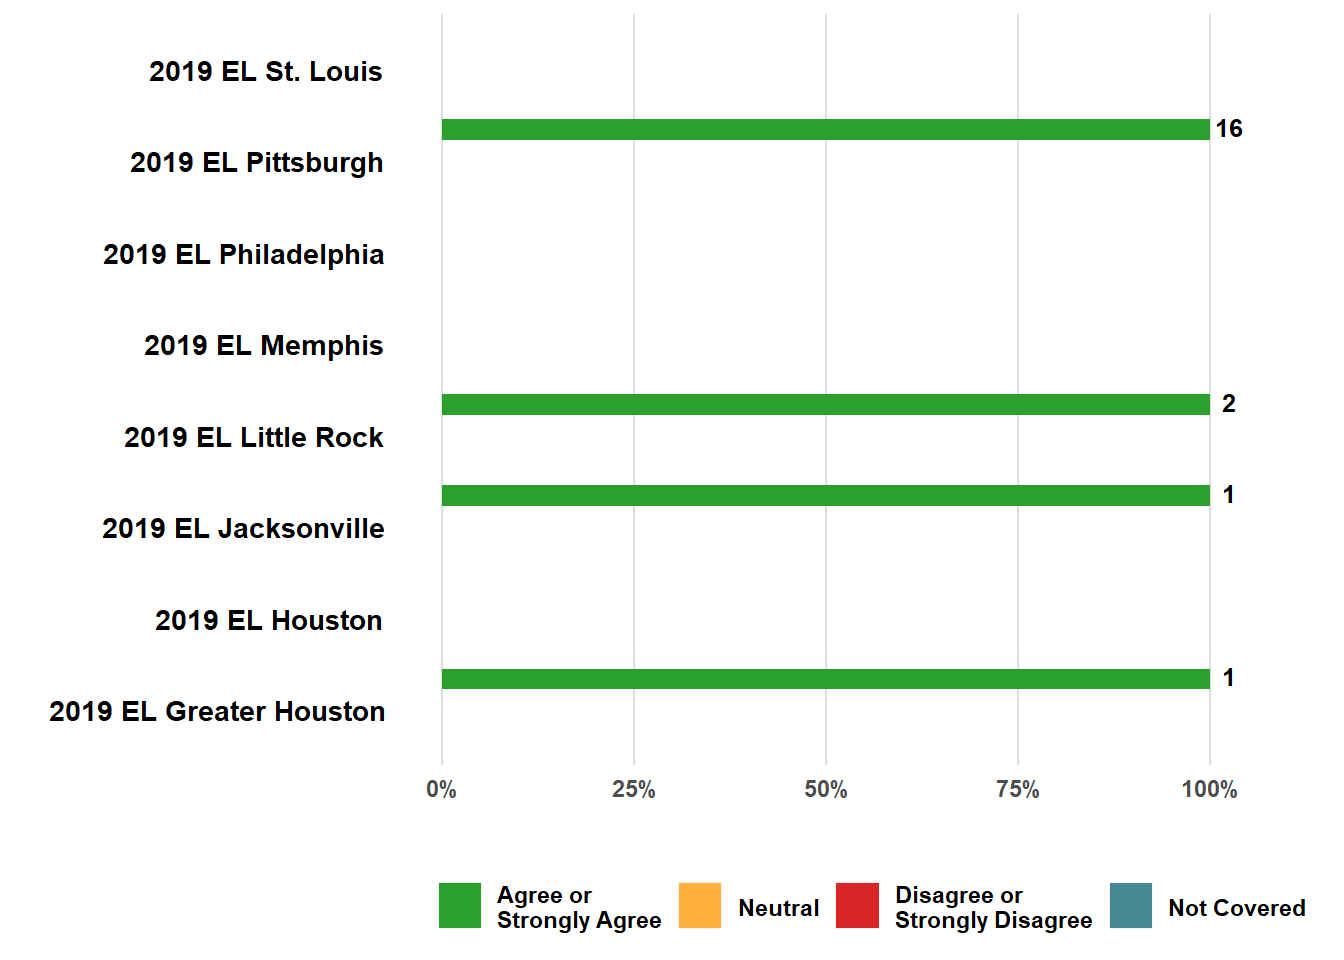 2019 EL St. Louis
16
2019 EL Pittsburgh
2019 EL Philadelphia
2019 EL Memphis
2
2019 EL Little Rock
1
2019 EL Jacksonville
2019 EL Houston
1
2019 EL Greater Houston
0% 25% 50% 75% 100%
Agree or
Strongly Agree
Neutral
Disagree or
Strongly Disagree
Not Covered